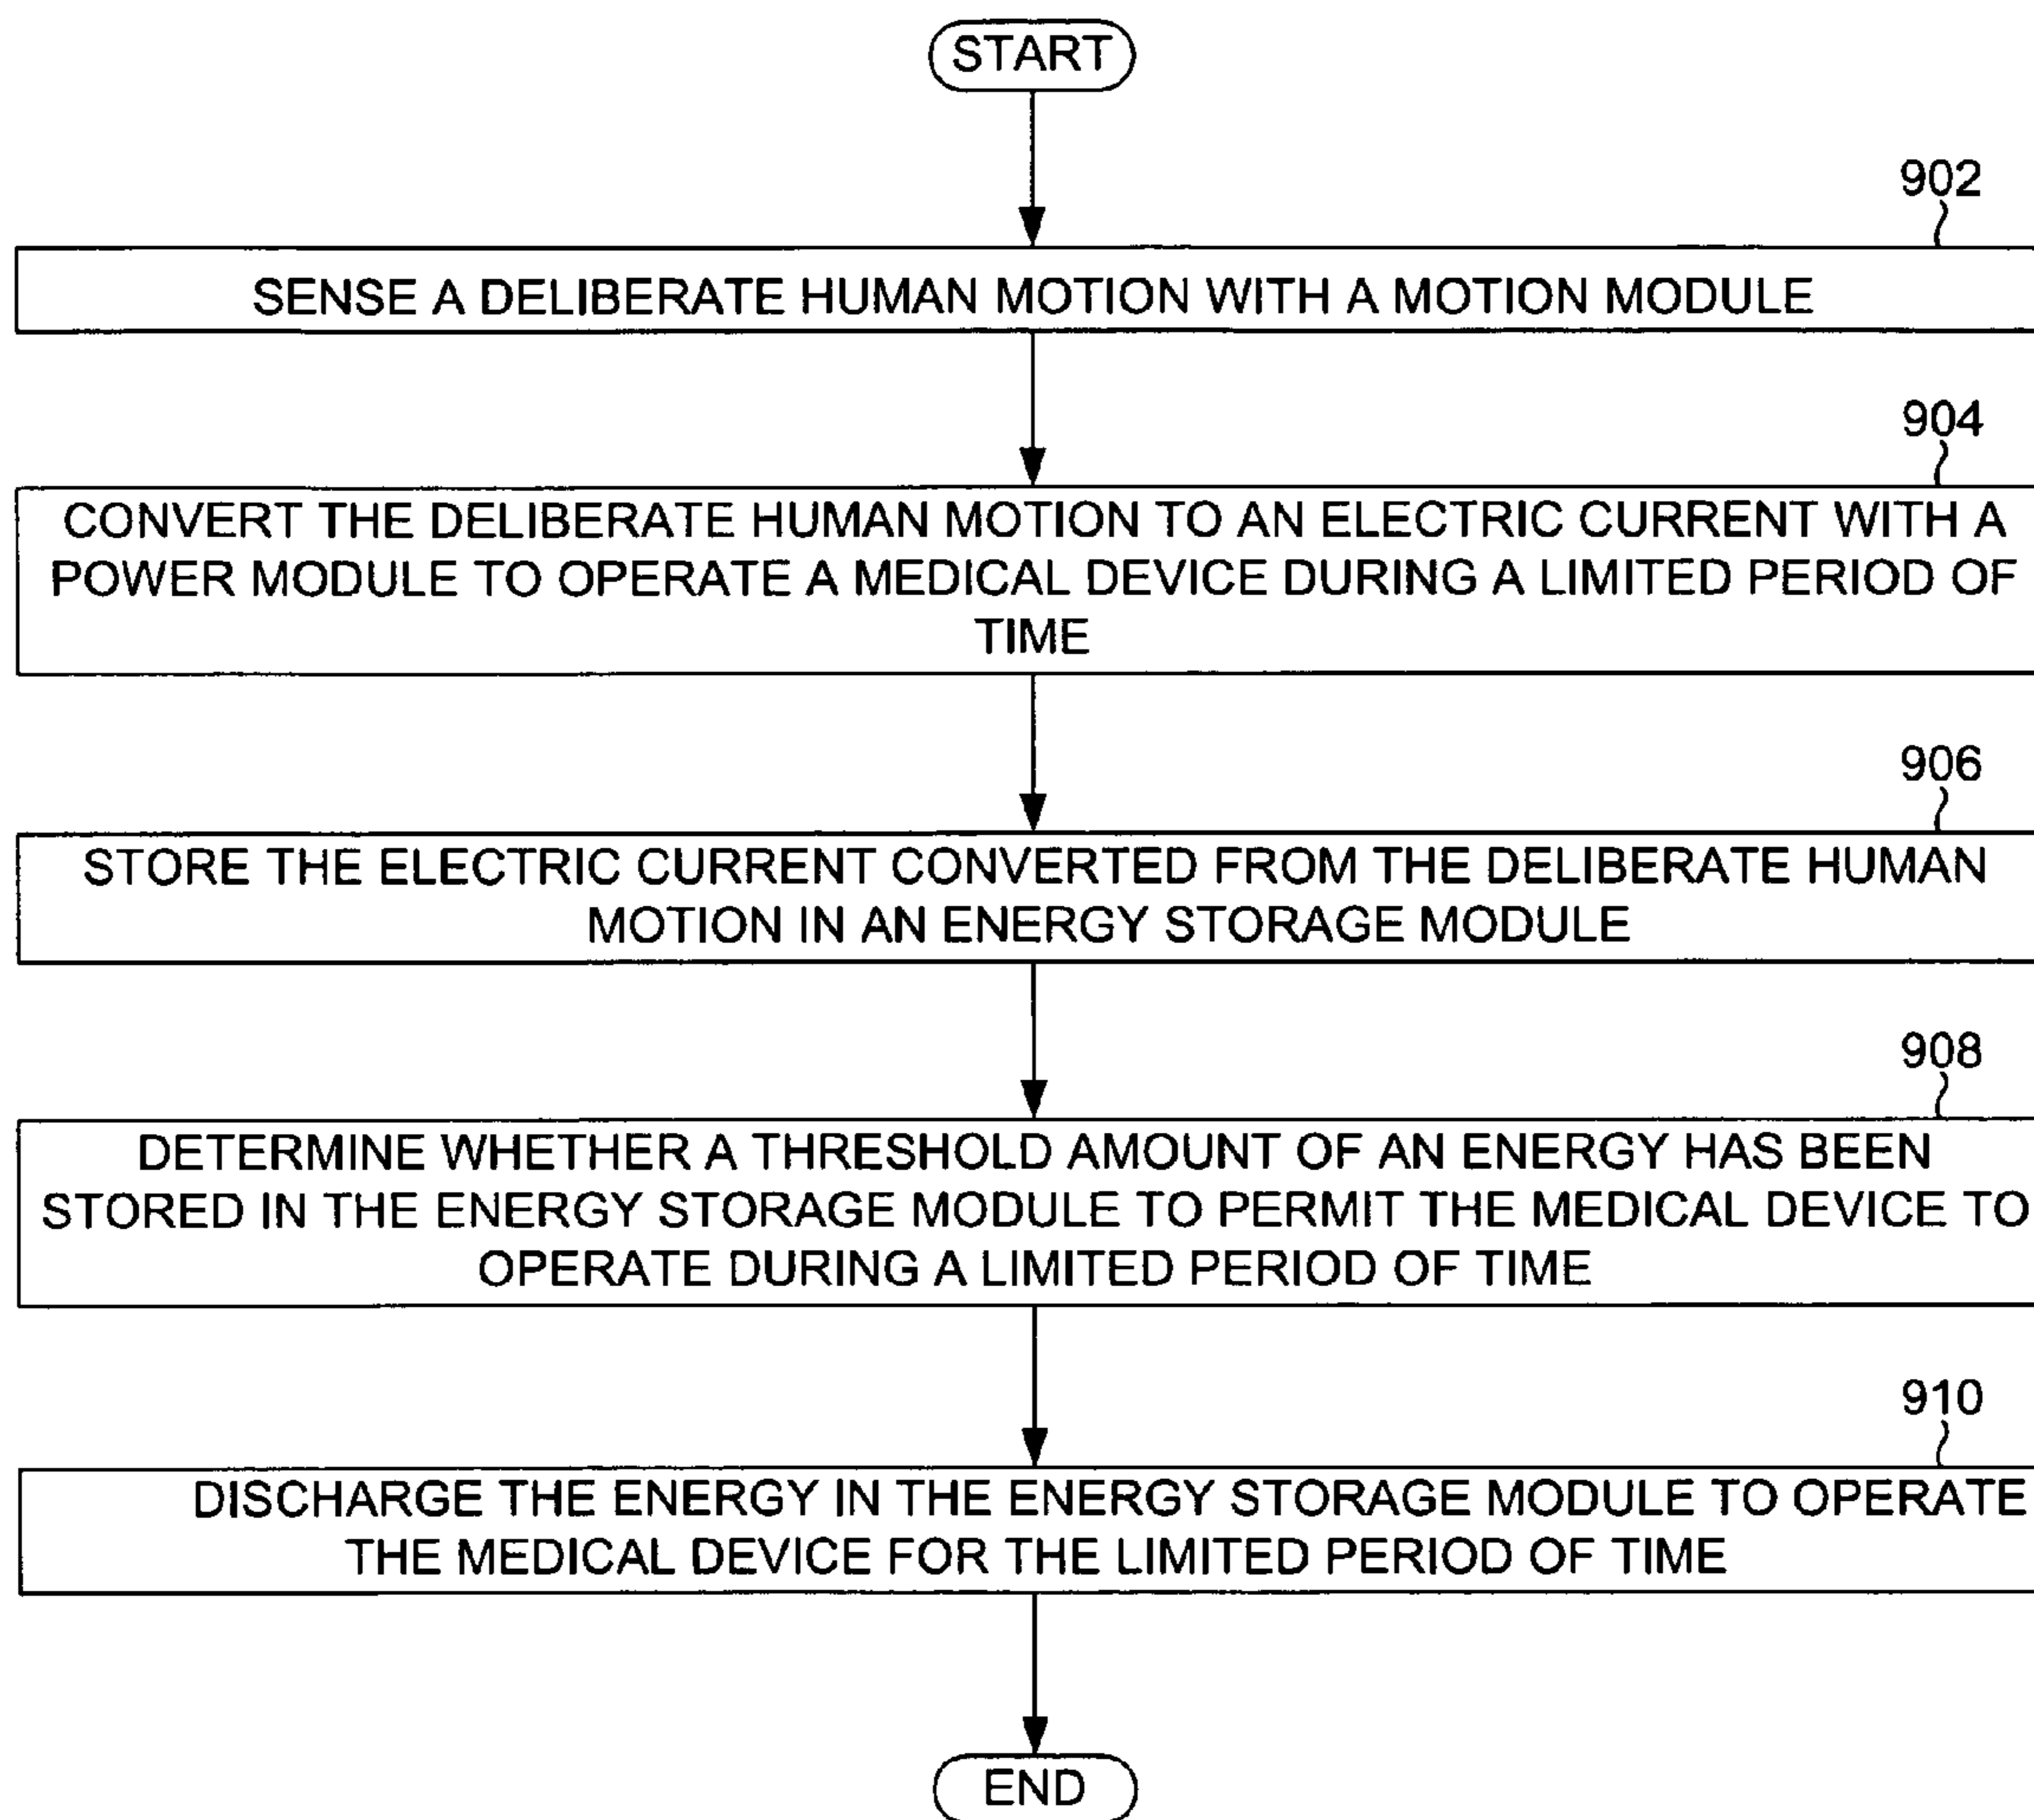 START
902
SENSE A DELIBERATE HUMAN MOTION WITH A MOTION MODULE
904
CONVERT THE DELIBERATE HUMAN MOTION TO AN ELECTRIC CURRENT WITH A
POWER MODULE TO OPERATE A MEDICAL DEVICE DURING A LIMITED PERIOD OF
TIME
906
STORE THE ELECTRIC CURRENT CONVERTED FROM THE DELIBERATE HUMAN
MOTION IN AN ENERGY STORAGE MODULE
908
DETERMINE WHETHER A THRESHOLD AMOUNT OF AN ENERGY HAS BEEN
STORED IN THE ENERGY STORAGE MODULE TO PERMIT THE MEDICAL DEVICE TO
OPERATE DURING A LIMITED PERIOD OF TIME
910
DISCHARGE THE ENERGY IN THE ENERGY STORAGE MODULE TO OPERATE
THE MEDICAL DEVICE FOR THE LIMITED PERIOD OF TIME
END